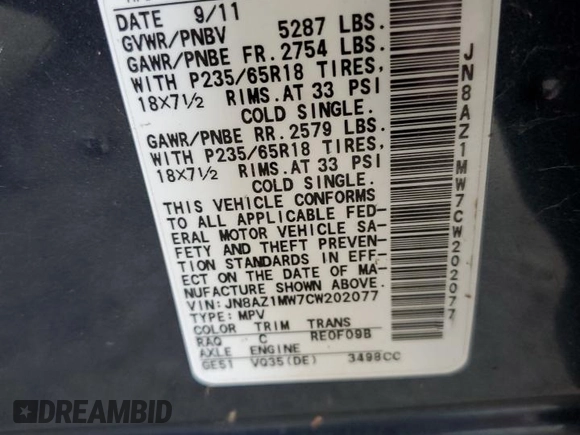 DATE 9/11
GVWR/PNBV 5287 LBS.
GAWR/PNBE FR. 2754 LBS.
WITH P235/65R18 TIRES,
18X7½ RIMS. AT 33 PSI
COLD SINGLE.
GAWR/PNBE RR. 2579 LBS.
WITH P235/65R18 TIRES,
18X7½ RIMS. AT 33 PSI
COLD SINGLE.
THIS VEHICLE CONFORMS
TO ALL APPLICABLE FED-
ERAL MOTOR VEHICLE SA-
FETY AND THEFT PREVEN-
TION STANDARDS IN EFF-
ECT ON THE DATE OF MA-
NUFACTURE SHOWN ABOVE.
VIN: JN8AZ1MW7CW202077
TYPE: MPV
COLOR TRIM TRANS
RAQ C RE0F09B
AXLE ENGINE
GE51 VQ35(DE) 3498CC
JN8AZ1MW7CW202077
DREAMBID